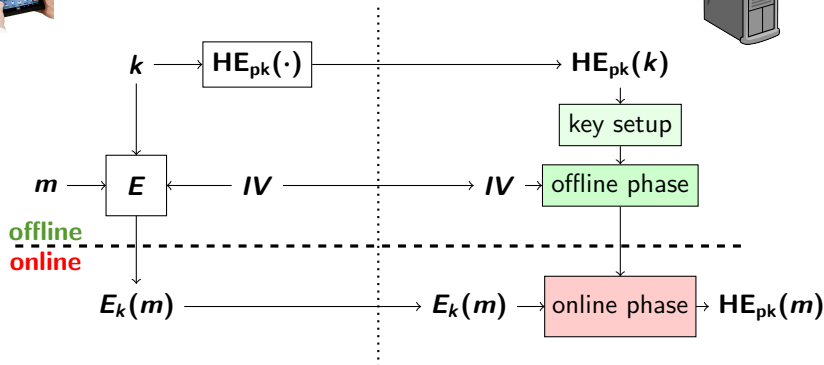 k HE_pk(·) HE_pk(k)
key setup
m E IV IV offline phase
offline
online
E_k(m) E_k(m) online phase HE_pk(m)